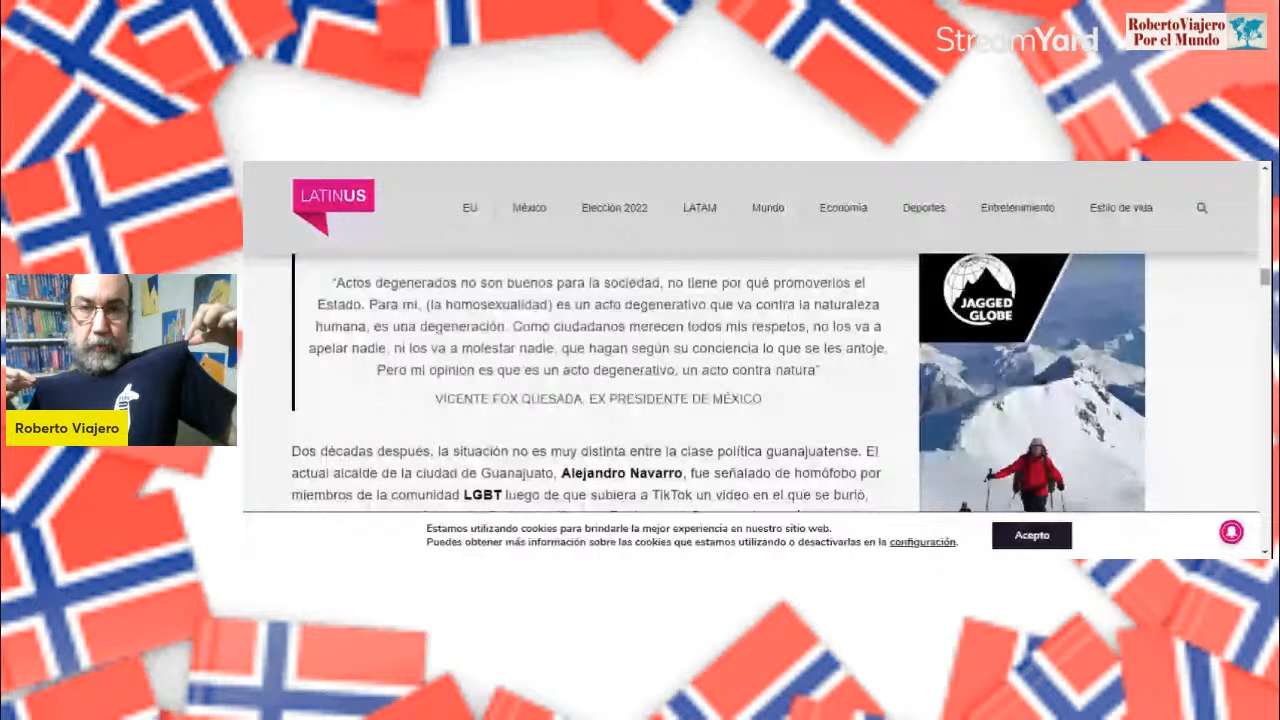 StreamYard
RobertoViajero
Por el Mundo
LATINUS
EU
México
Elección 2022
LATAM
Mundo
Economía
Deportes
Entretenimiento
Estilo de vida
“Actos degenerados no son buenos para la sociedad, no tiene por qué promoverlos el
Estado. Para mi, (la homosexualidad) es un acto degenerativo que va contra la naturaleza
humana, es una degeneración. Como ciudadanos merecen todos mis respetos, no los va a
apelar nadie, ni los va a molestar nadie, que hagan según su conciencia lo que se les antoje.
Pero mi opinión es que es un acto degenerativo, un acto contra natura”
VICENTE FOX QUESADA, EX PRESIDENTE DE MÉXICO
JAGGED
GLOBE
Roberto Viajero
Dos décadas después, la situación no es muy distinta entre la clase política guanajuatense. El
actual alcalde de la ciudad de Guanajuato, Alejandro Navarro, fue señalado de homófobo por
miembros de la comunidad LGBT luego de que subiera a TikTok un video en el que se burló,
Estamos utilizando cookies para brindarle la mejor experiencia en nuestro sitio web.
Puedes obtener más información sobre las cookies que estamos utilizando o desactivarlas en la configuración.
Acepto